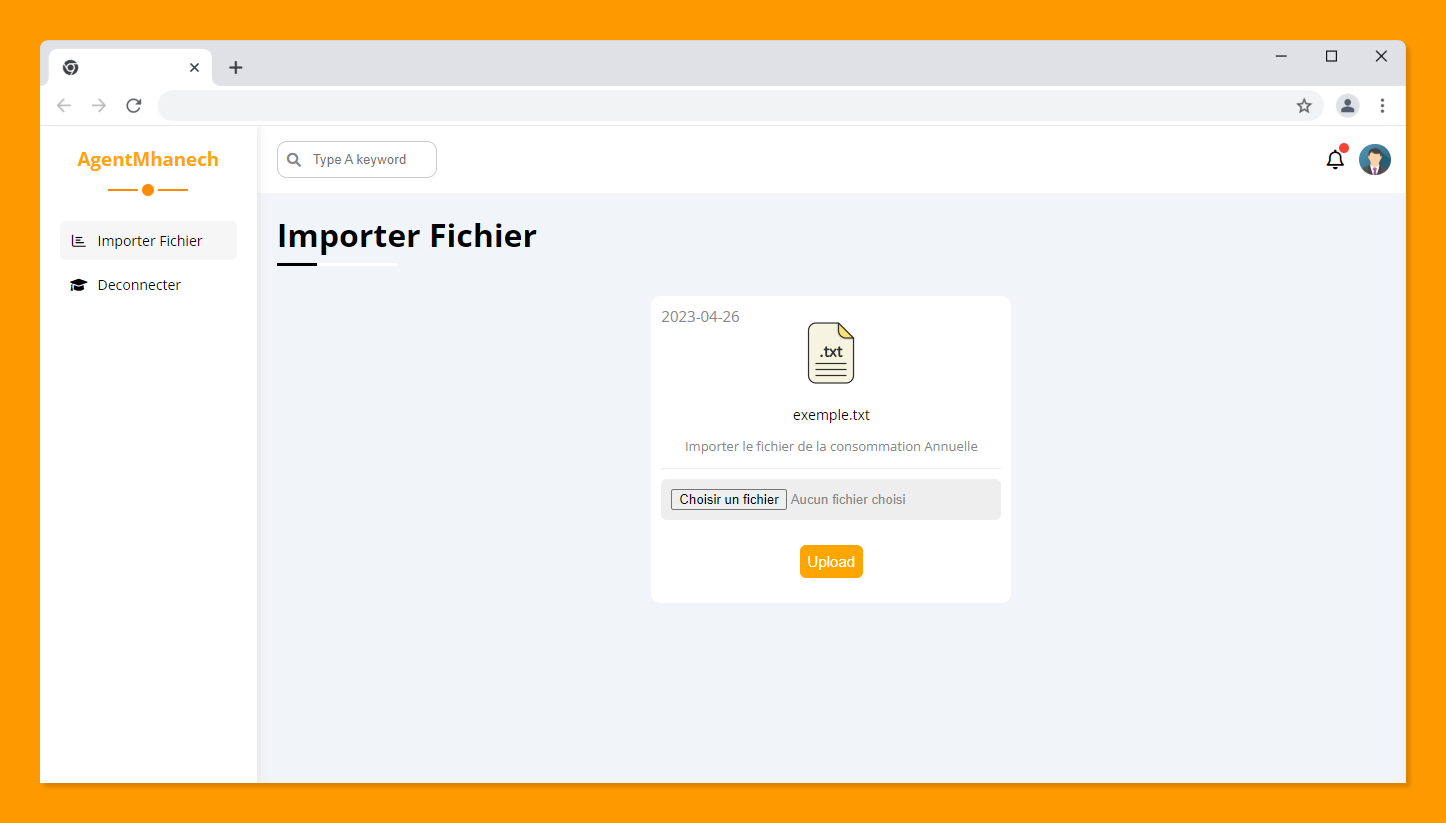 AgentMhanech
Type A keyword
Importer Fichier
Deconnecter
Importer Fichier
2023-04-26
.txt
exemple.txt
Importer le fichier de la consommation Annuelle
Choisir un fichier Aucun fichier choisi
Upload